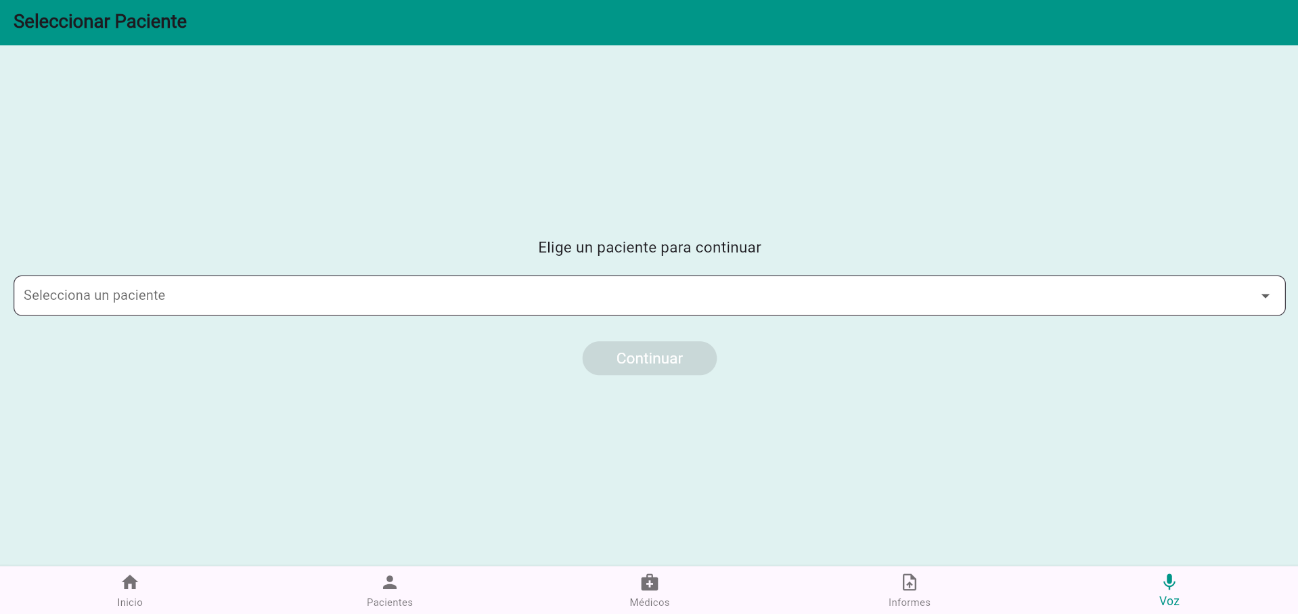 Seleccionar Paciente
Elige un paciente para continuar
Selecciona un paciente
Continuar
Inicio
Pacientes
Médicos
Informes
Voz